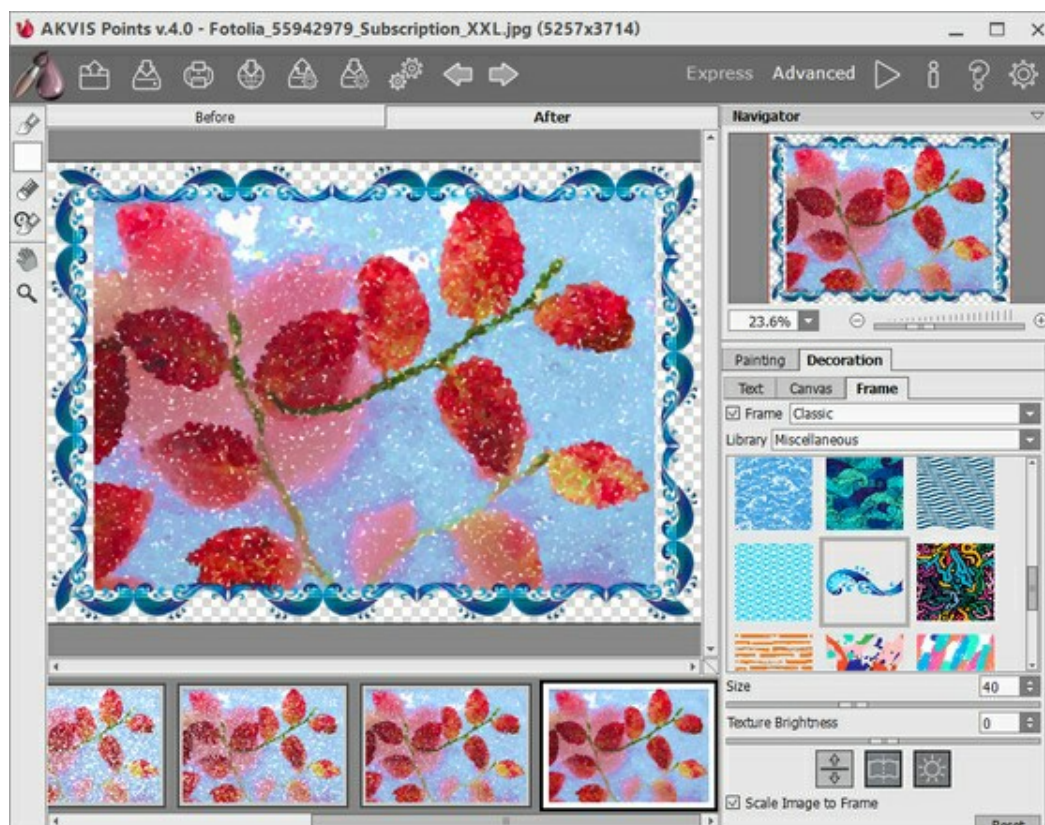 AKVIS Points v.4.0 - Fotolia_55942979_Subscription_XXL.jpg (5257x3714)
Express Advanced
Before After
Navigator
23.6%
Painting Decoration
Text Canvas Frame
Frame Classic
Library Miscellaneous
Size 40
Texture Brightness 0
Scale Image to Frame
Reset